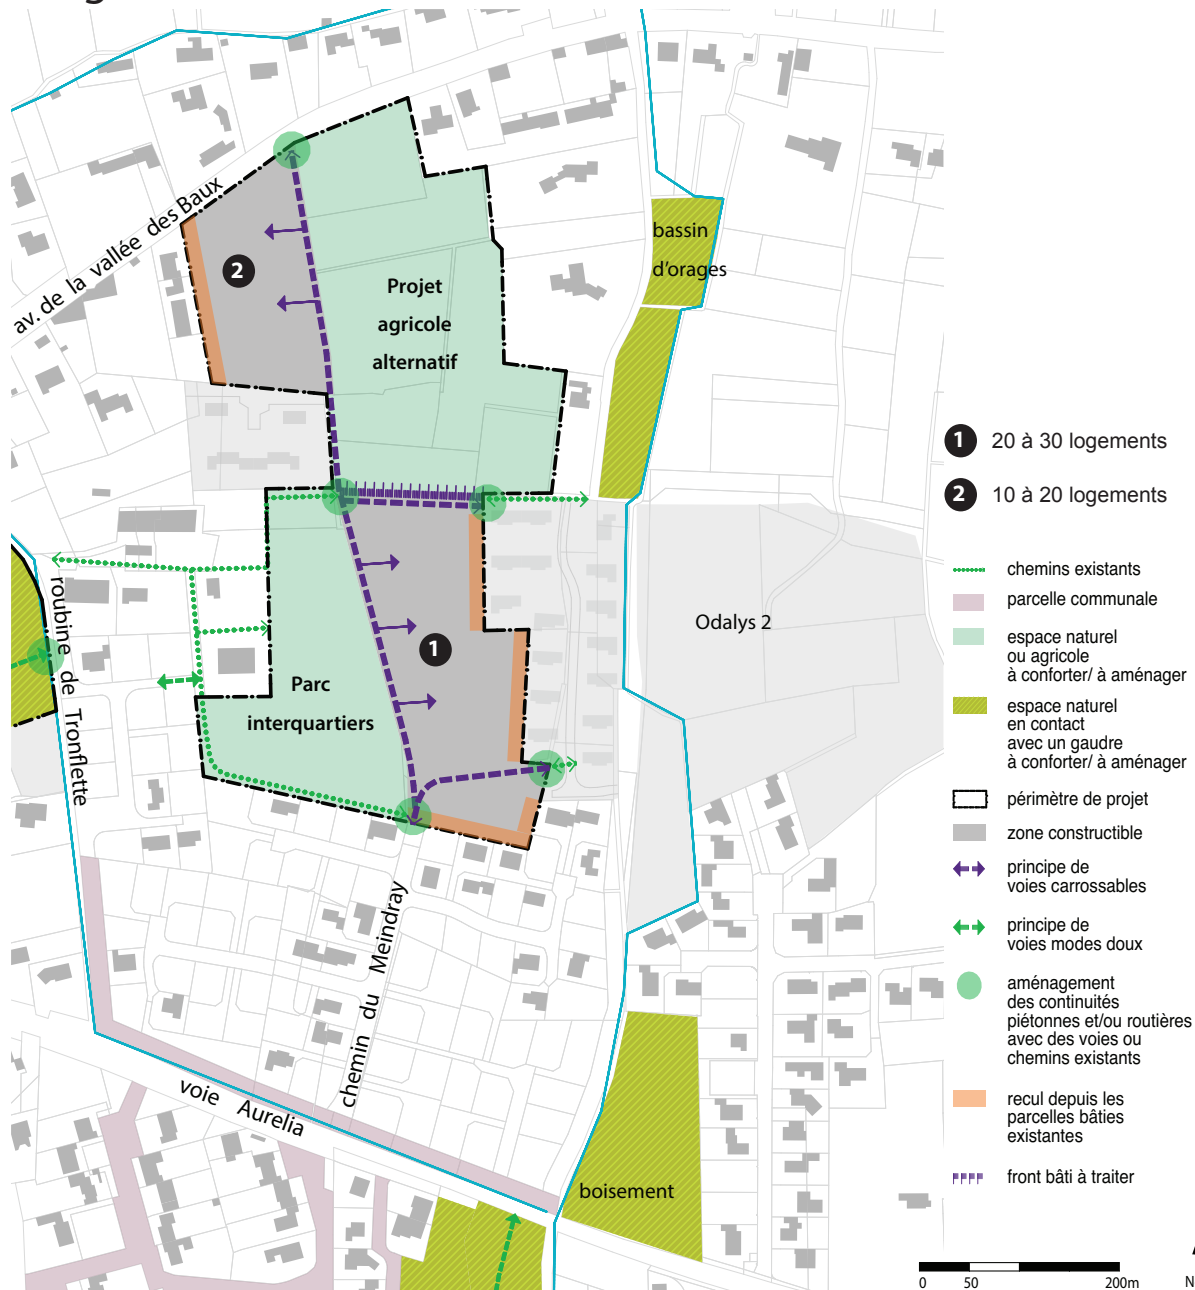 av. de la vallée des Baux
2
Projet
agricole
alternatif
bassin
d'orages
Odalys 2
1
Parc
interquartiers
roubine de Tronflette
chemin du Meindray
voie Aurelia
boisement
1 20 à 30 logements
2 10 à 20 logements
chemins existants
parcelle communale
espace naturel
ou agricole
à conforter/ à aménager
espace naturel
en contact
avec un gaudre
à conforter/ à aménager
périmètre de projet
zone constructible
principe de
voies carrossables
principe de
voies modes doux
aménagement
des continuités
piétonnes et/ou routières
avec des voies ou
chemins existants
recul depuis les
parcelles bâties
existantes
front bâti à traiter
0 50 200m
N